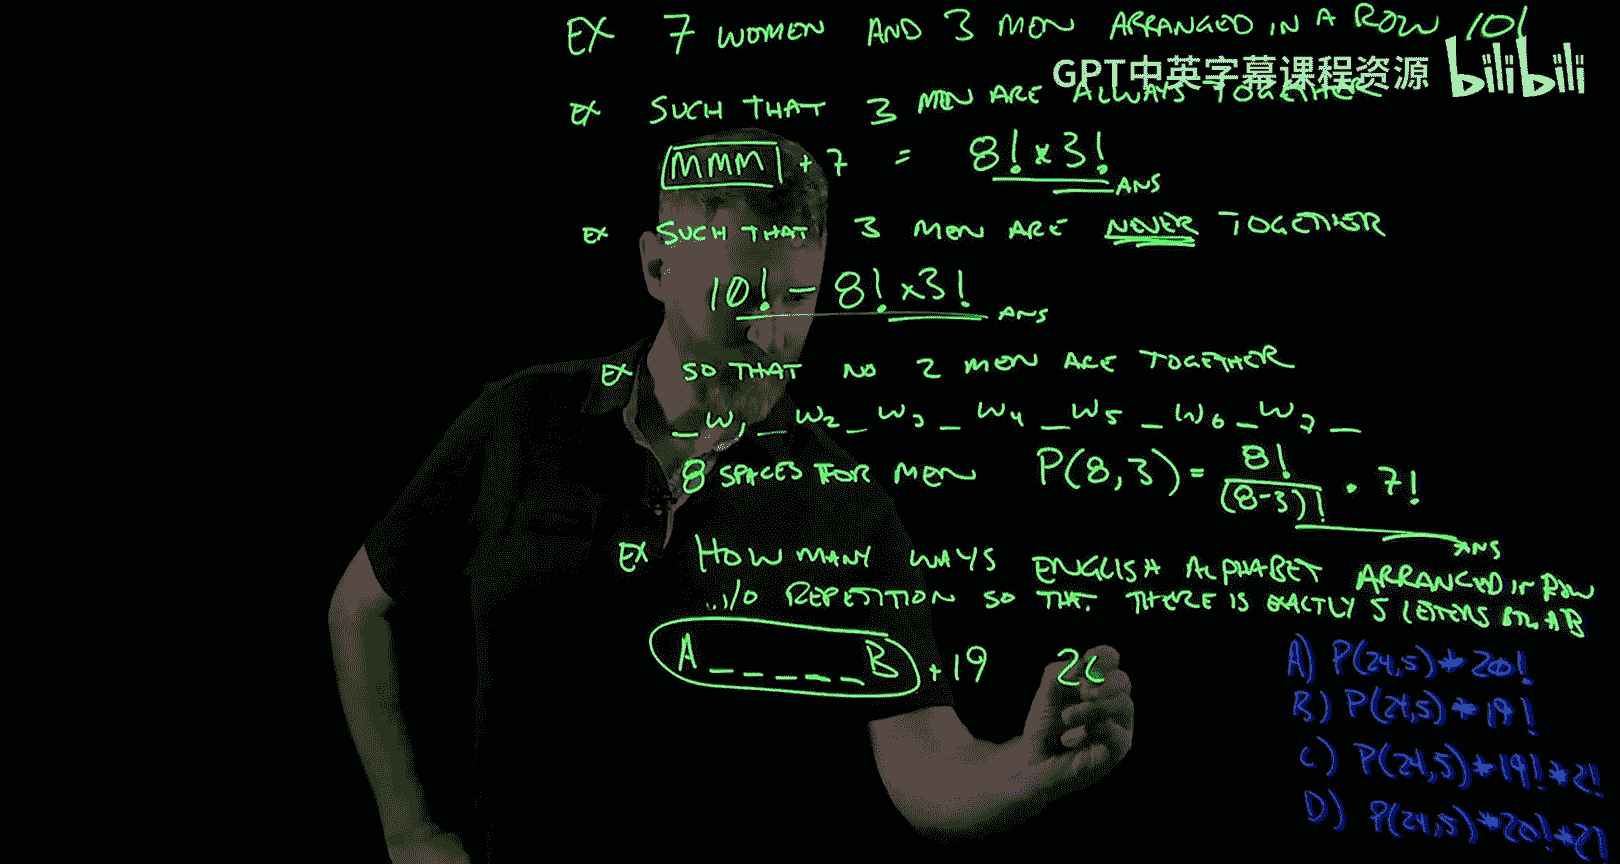 EX 7 WOMEN AND 3 MEN ARRANGED IN A ROW 10!
GPT中英字幕课程资源 bilibili
EX SUCH THAT 3 MEN ARE ALWAYS TOGETHER
MMM + 7 = 8! × 3! ANS
EX SUCH THAT 3 MEN ARE NEVER TOGETHER
10! - 8! × 3! ANS
EX SO THAT NO 2 MEN ARE TOGETHER
_ W1 _ W2 _ W3 _ W4 _ W5 _ W6 _ W7 _
8 SPACES FOR MEN P(8,3) = 8!/(8-3)! · 7! ANS
EX HOW MANY WAYS ENGLISH ALPHABET ARRANGED IN ROW
W/O REPETITION SO THAT THERE IS EXACTLY 5 LETTERS BTW. AB
A _ _ _ _ _ B + 19 20
A) P(24,5) * 20!
B) P(24,5) * 19!
C) P(24,5) * 19! * 2!
D) P(24,5) * 20! * 2!